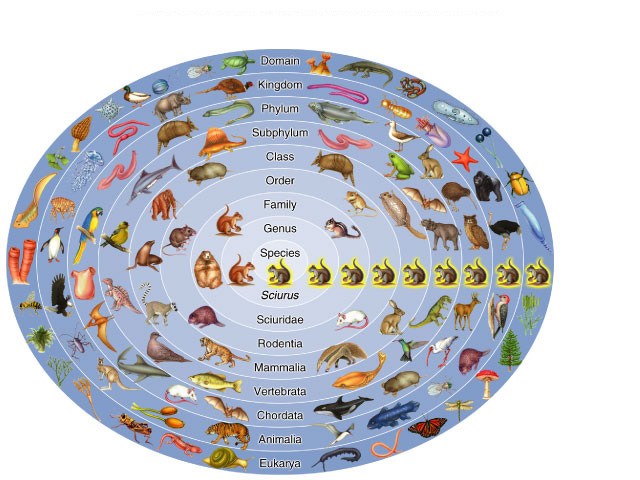 Domain
Kingdom
Phylum
Subphylum
Class
Order
Family
Genus
Species
Sciurus
Sciuridae
Rodentia
Mammalia
Vertebrata
Chordata
Animalia
Eukarya